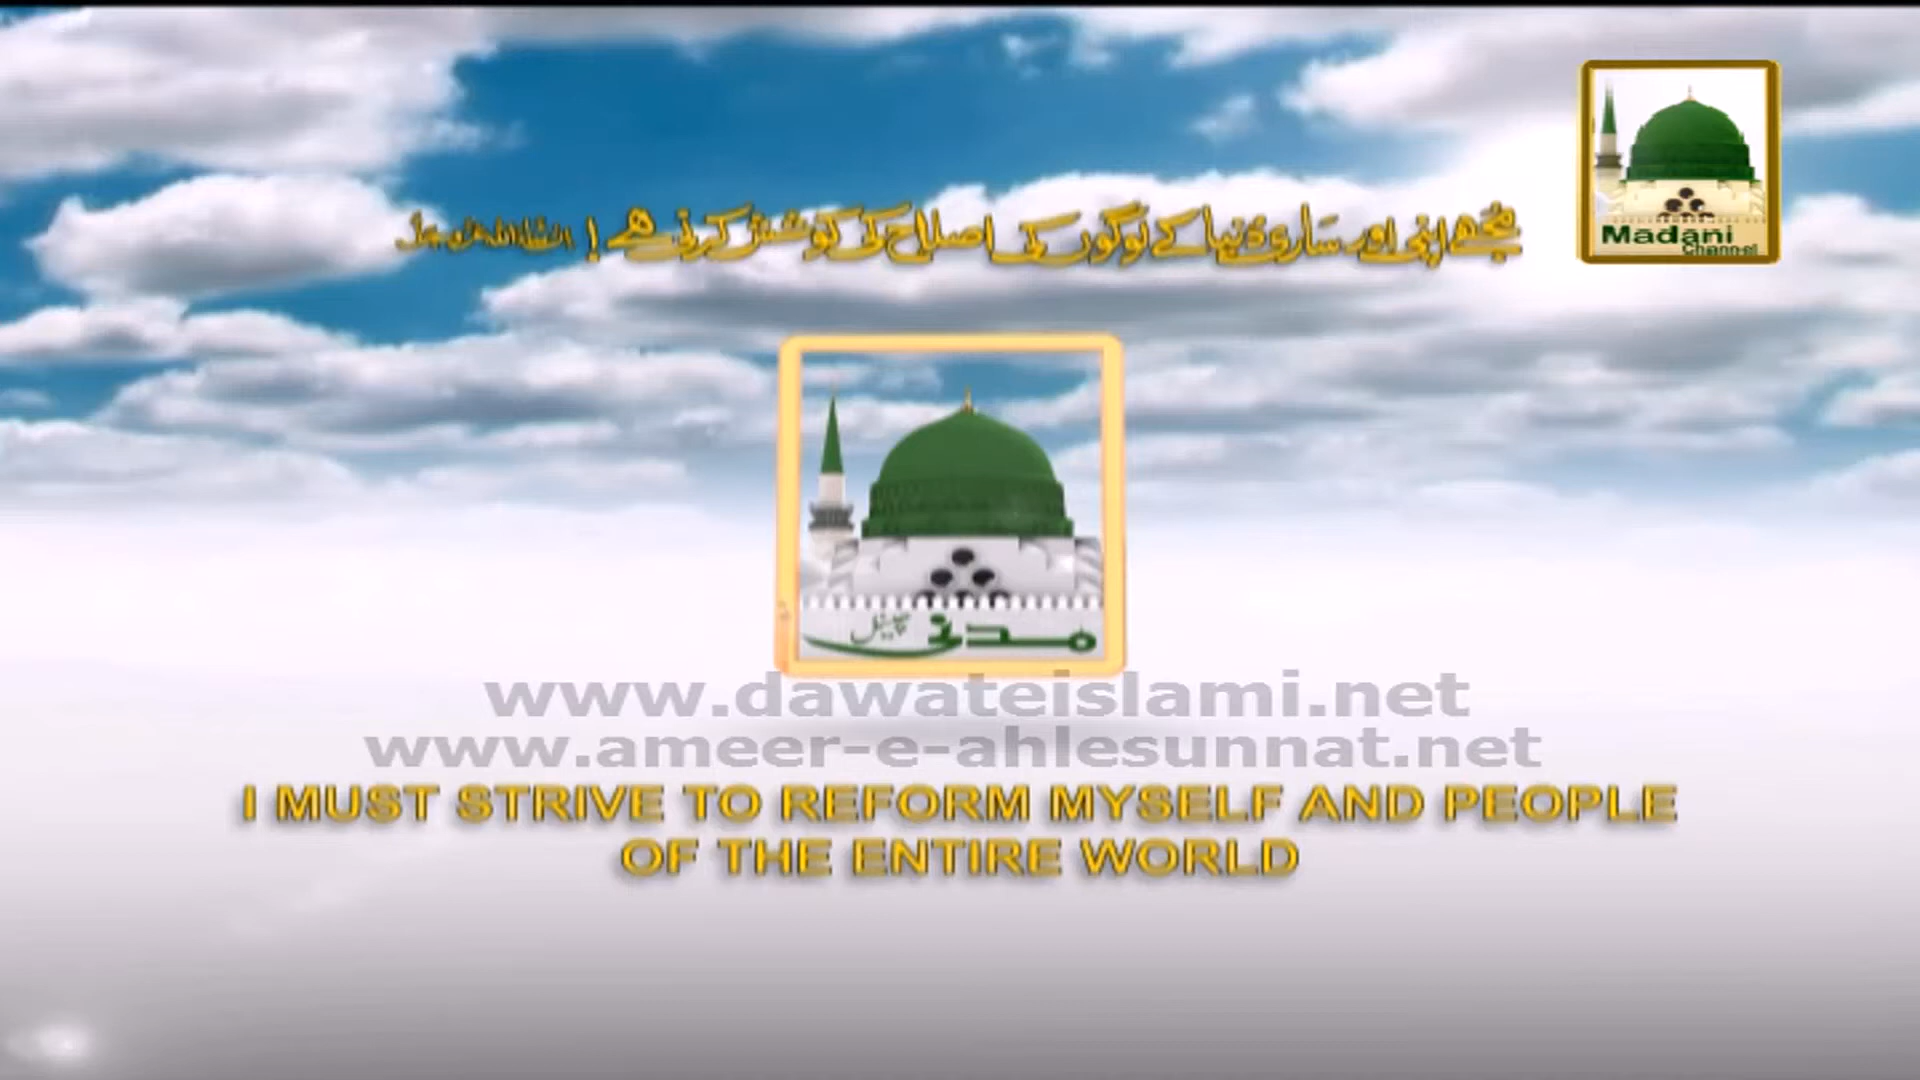 مجھے اپنی اور ساری دنیا کے لوگوں کی اصلاح کی کوشش کرنی ہے ! ان شاء اللہ عزوجل
Madani
Channel
مدنی چینل
www.dawateislami.net
www.ameer-e-ahlesunnat.net
I MUST STRIVE TO REFORM MYSELF AND PEOPLE
OF THE ENTIRE WORLD